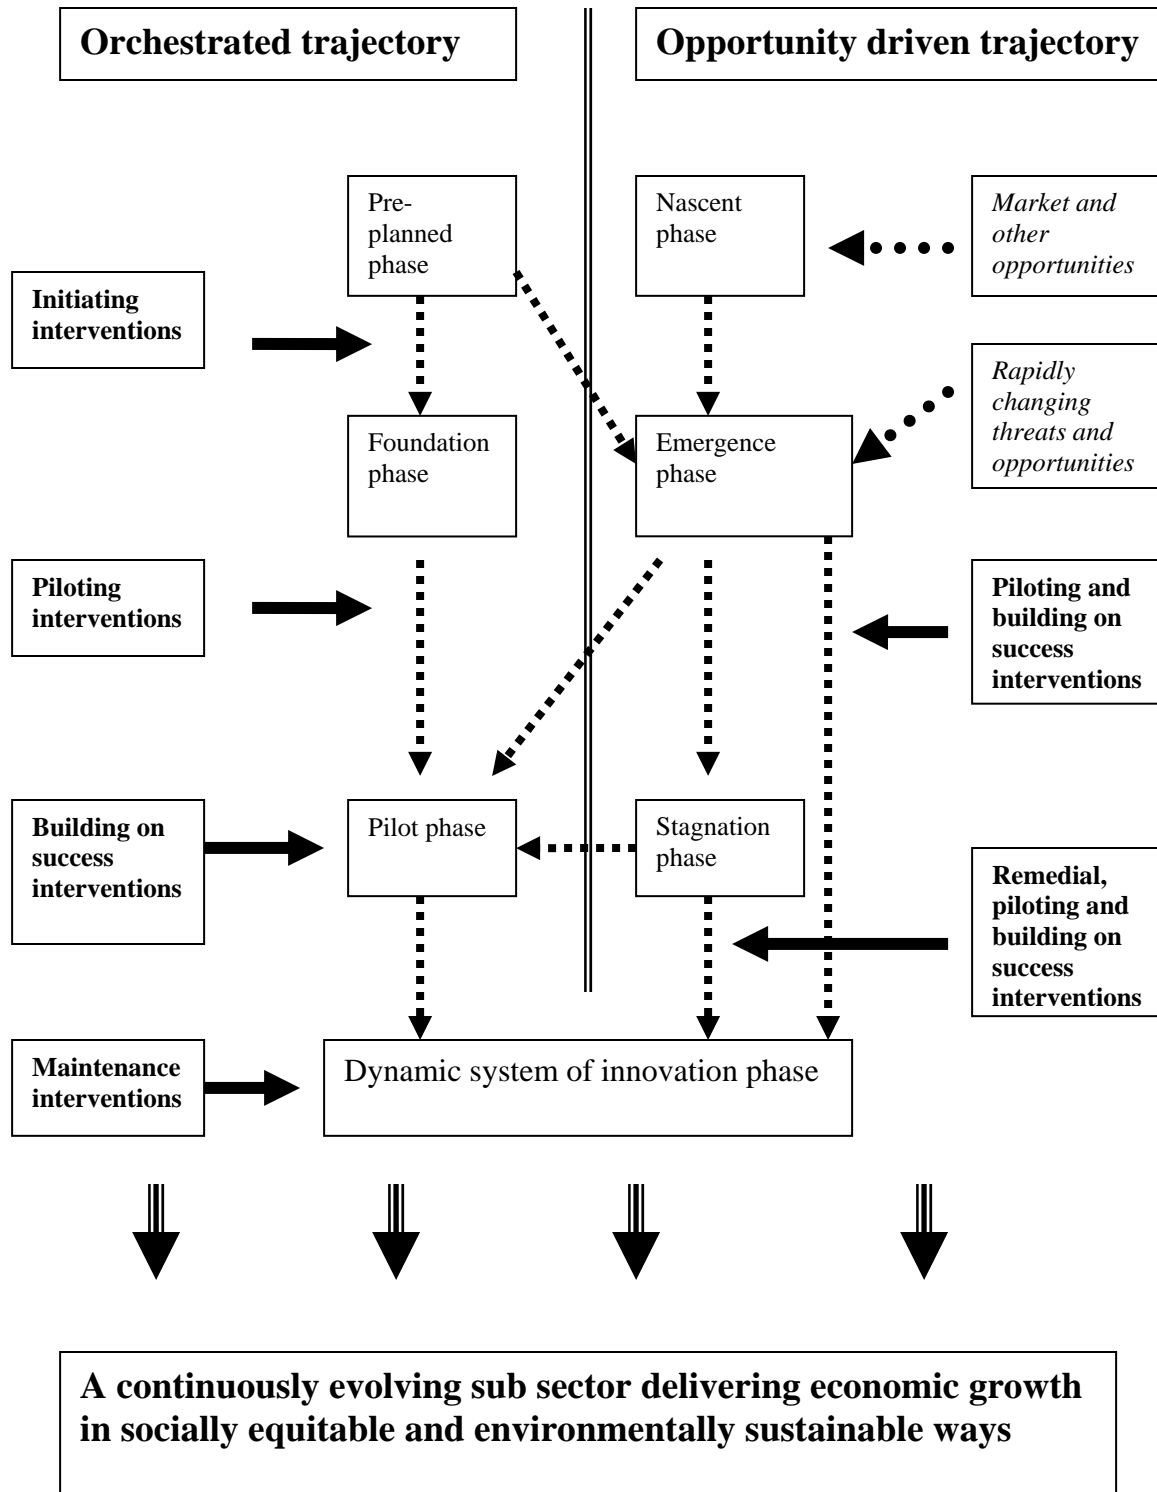 Orchestrated trajectory
Opportunity driven trajectory
Pre-
planned
phase
Nascent
phase
Market and
other
opportunities
Initiating
interventions
Rapidly
changing
threats and
opportunities
Foundation
phase
Emergence
phase
Piloting
interventions
Piloting and
building on
success
interventions
Building on
success
interventions
Pilot phase
Stagnation
phase
Remedial,
piloting and
building on
success
interventions
Maintenance
interventions
Dynamic system of innovation phase
A continuously evolving sub sector delivering economic growth
in socially equitable and environmentally sustainable ways